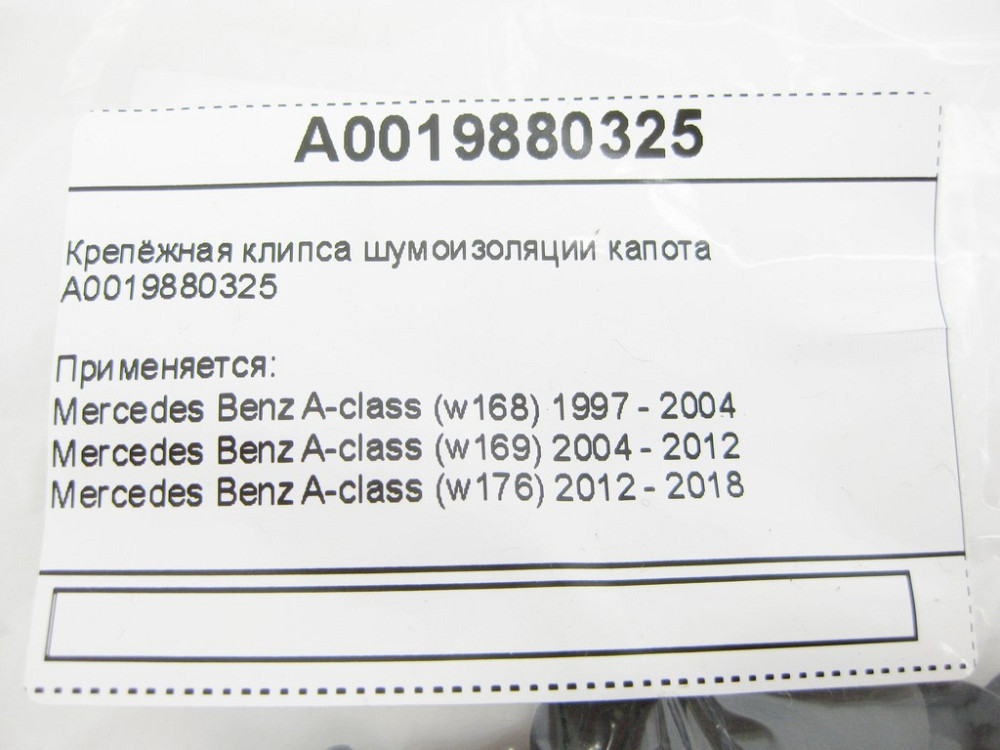 A0019880325
Крепёжная клипса шумоизоляции капота
A0019880325
Применяется:
Mercedes Benz A-class (w168) 1997 - 2004
Mercedes Benz A-class (w169) 2004 - 2012
Mercedes Benz A-class (w176) 2012 - 2018